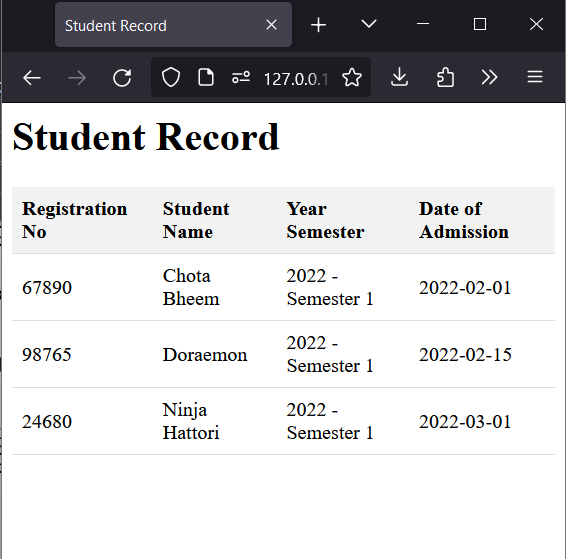 Student Record
127.0.0.1
Student Record
Registration No Student Name Year Semester Date of Admission
67890 Chota Bheem 2022 - Semester 1 2022-02-01
98765 Doraemon 2022 - Semester 1 2022-02-15
24680 Ninja Hattori 2022 - Semester 1 2022-03-01